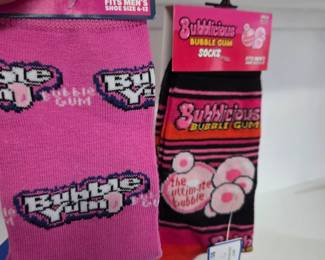 FITS MEN'S
SHOE SIZE 6-12
Bubble
Yum
Bubble
GUM
Bubble
Yum
Bubblicious
BUBBLE GUM
SOCKS
Bubblicious
BUBBLE GUM
the
ultimate
bubble